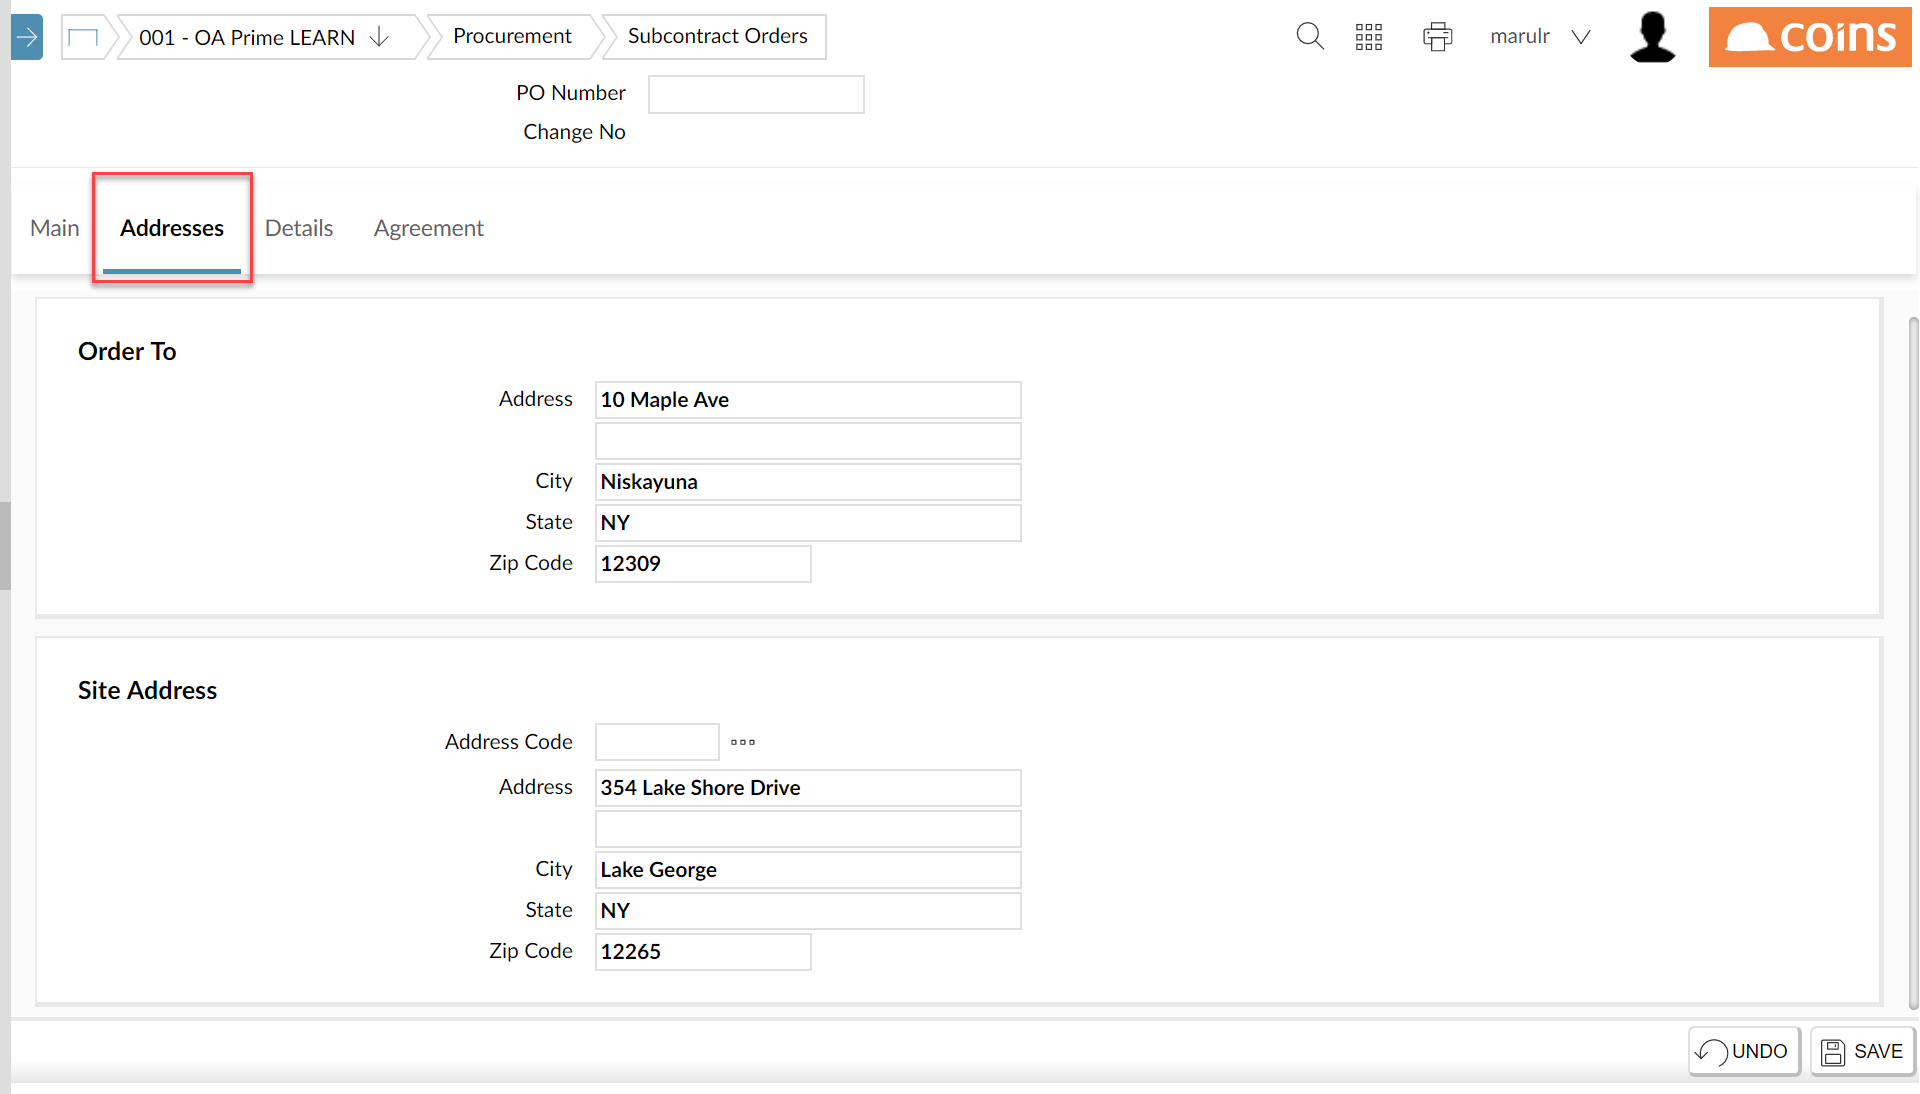 001 - OA Prime LEARN
Procurement
Subcontract Orders
marulr
coins
PO Number
Change No
Main
Addresses
Details
Agreement
Order To
Address 10 Maple Ave
City Niskayuna
State NY
Zip Code 12309
Site Address
Address Code
Address 354 Lake Shore Drive
City Lake George
State NY
Zip Code 12265
UNDO
SAVE